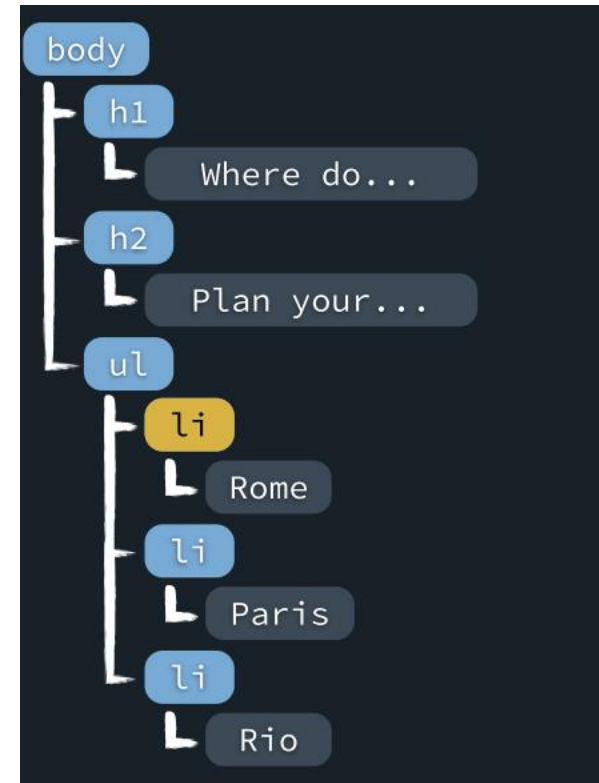 body
h1
Where do...
h2
Plan your...
ul
li
Rome
li
Paris
li
Rio